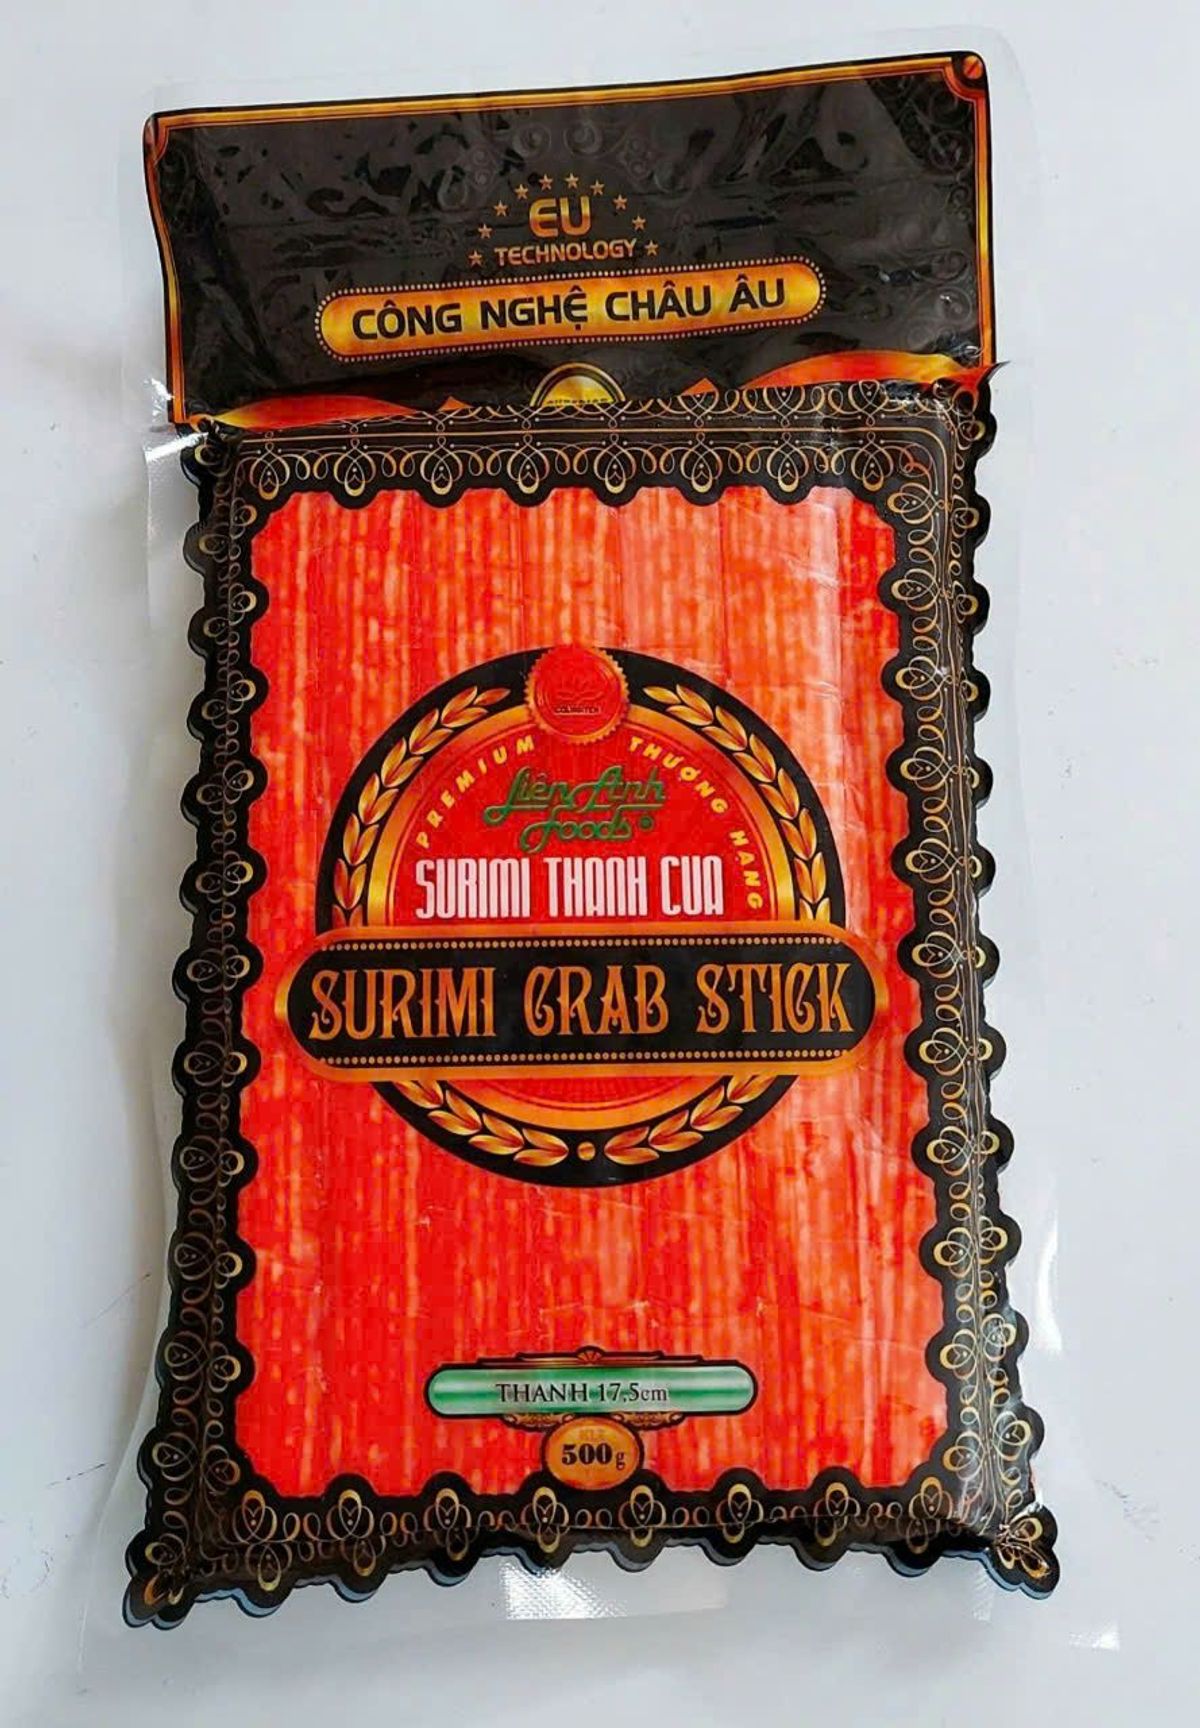 EU
TECHNOLOGY
CÔNG NGHỆ CHÂU ÂU
PREMIUM THƯỢNG HẠNG
Liên Anh
Foods
SURIMI THANH CUA
SURIMI CRAB STICK
THANH 17,5cm
500g